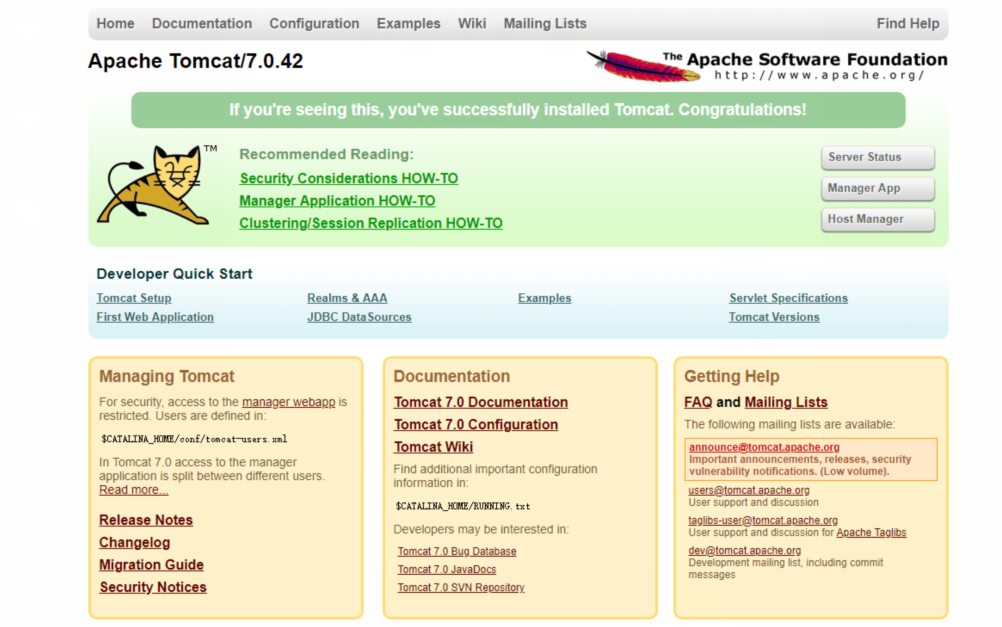 Home Documentation Configuration Examples Wiki Mailing Lists Find Help
Apache Tomcat/7.0.42
The Apache Software Foundation
http://www.apache.org/
If you're seeing this, you've successfully installed Tomcat. Congratulations!
TM
Recommended Reading:
Security Considerations HOW-TO
Manager Application HOW-TO
Clustering/Session Replication HOW-TO
Server Status
Manager App
Host Manager
Developer Quick Start
Tomcat Setup
First Web Application
Realms & AAA
JDBC DataSources
Examples
Servlet Specifications
Tomcat Versions
Managing Tomcat
For security, access to the manager webapp is
restricted. Users are defined in:
$CATALINA_HOME/conf/tomcat-users.xml
In Tomcat 7.0 access to the manager
application is split between different users.
Read more...
Release Notes
Changelog
Migration Guide
Security Notices
Documentation
Tomcat 7.0 Documentation
Tomcat 7.0 Configuration
Tomcat Wiki
Find additional important configuration
information in:
$CATALINA_HOME/RUNNING.txt
Developers may be interested in:
Tomcat 7.0 Bug Database
Tomcat 7.0 JavaDocs
Tomcat 7.0 SVN Repository
Getting Help
FAQ and Mailing Lists
The following mailing lists are available:
announce@tomcat.apache.org
Important announcements, releases, security
vulnerability notifications. (Low volume).
users@tomcat.apache.org
User support and discussion
taglibs-user@tomcat.apache.org
User support and discussion for Apache Taglibs
dev@tomcat.apache.org
Development mailing list, including commit
messages